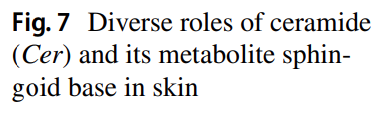 Fig. 7 Diverse roles of ceramide
(Cer) and its metabolite sphin-
goid base in skin